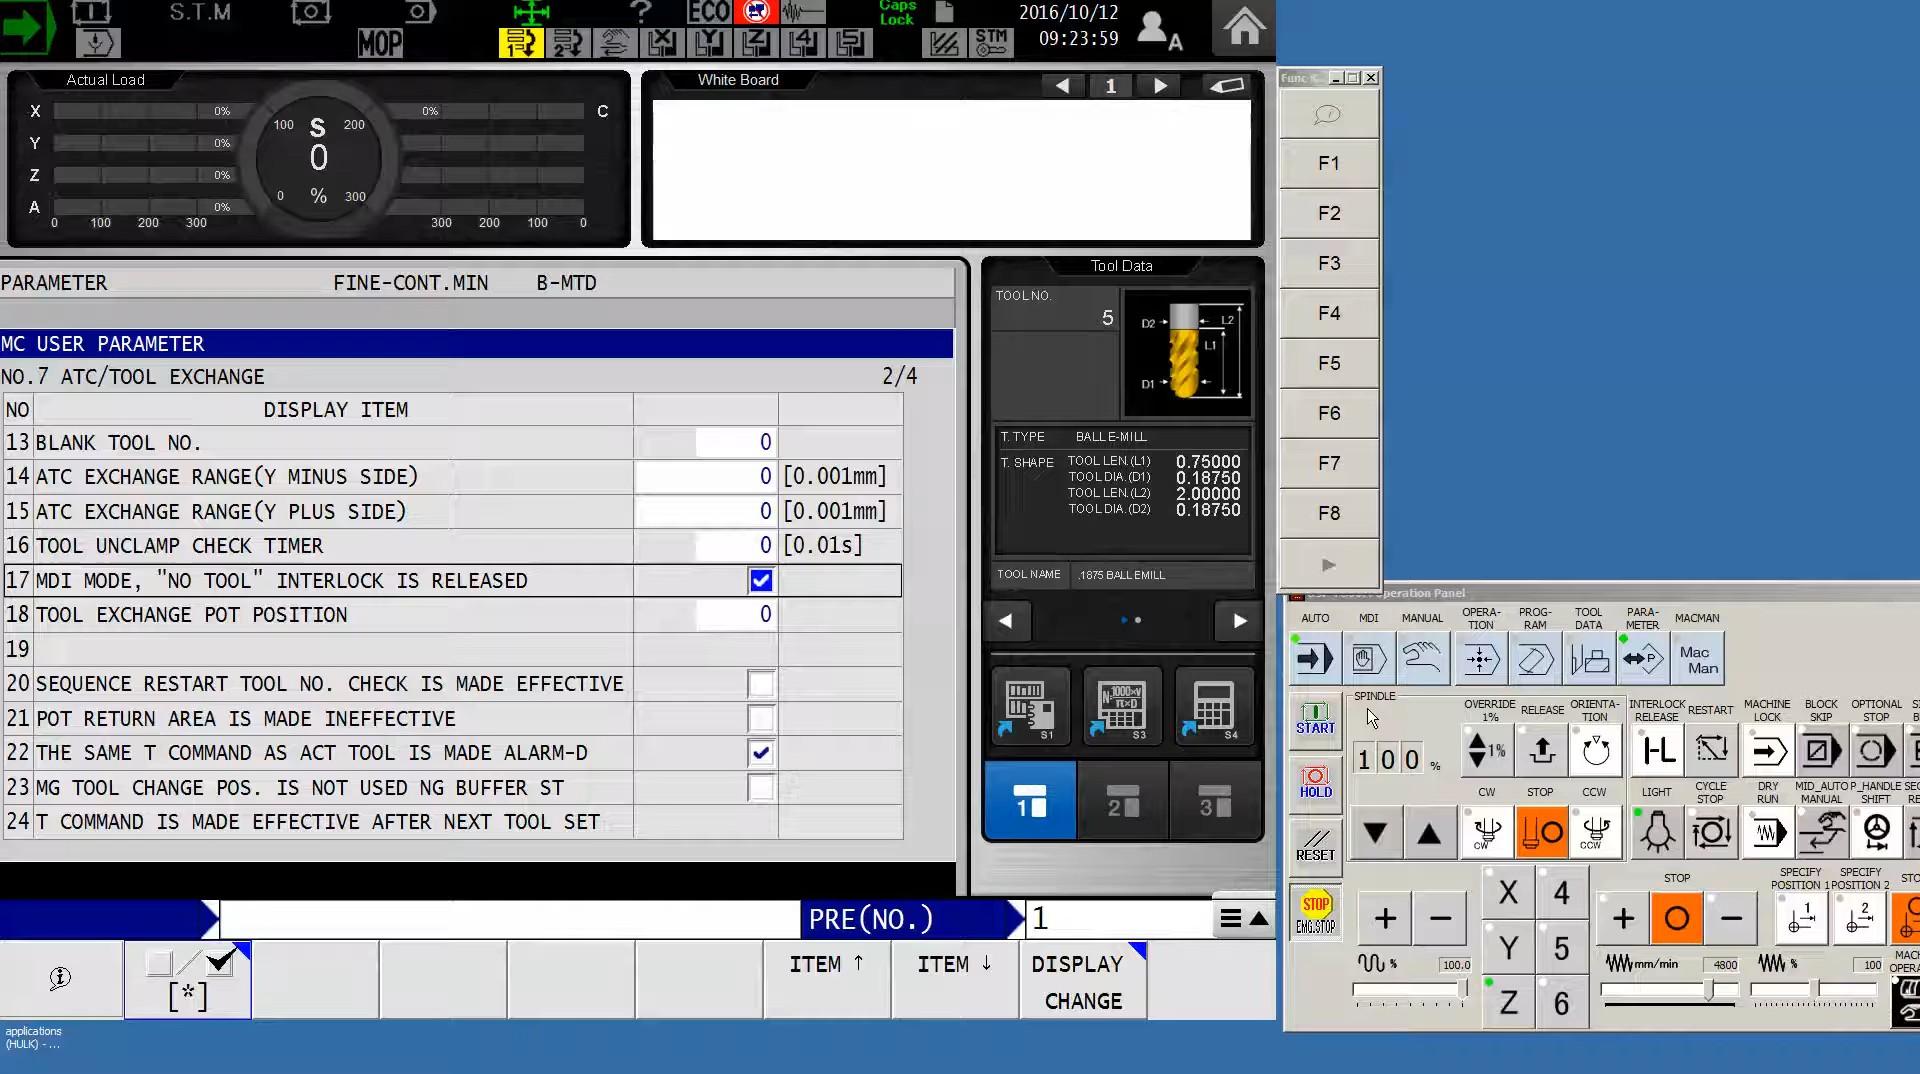 S.T.M
MOP
ECO
Caps
Lock
STM
2016/10/12
09:23:59
A
Actual Load
X 0% 0% C
Y 0%
Z 0%
A 0%
0 100 200 300
300 200 100 0
100 S 200
0
0 % 300
White Board
1
PARAMETER FINE-CONT.MIN B-MTD
MC USER PARAMETER
NO.7 ATC/TOOL EXCHANGE 2/4
NO DISPLAY ITEM
13 BLANK TOOL NO. 0
14 ATC EXCHANGE RANGE(Y MINUS SIDE) 0 [0.001mm]
15 ATC EXCHANGE RANGE(Y PLUS SIDE) 0 [0.001mm]
16 TOOL UNCLAMP CHECK TIMER 0 [0.01s]
17 MDI MODE, "NO TOOL" INTERLOCK IS RELEASED
18 TOOL EXCHANGE POT POSITION 0
19
20 SEQUENCE RESTART TOOL NO. CHECK IS MADE EFFECTIVE
21 POT RETURN AREA IS MADE INEFFECTIVE
22 THE SAME T COMMAND AS ACT TOOL IS MADE ALARM-D
23 MG TOOL CHANGE POS. IS NOT USED NG BUFFER ST
24 T COMMAND IS MADE EFFECTIVE AFTER NEXT TOOL SET
PRE(NO.) 1
[*]
ITEM ↑
ITEM ↓
DISPLAY
CHANGE
applications
(HULK) - ...
Tool Data
TOOL NO.
5
D2
L2
L1
D1
T. TYPE BALL E-MILL
T. SHAPE TOOL LEN.(L1) 0.75000
TOOL DIA.(D1) 0.18750
TOOL LEN.(L2) 2.00000
TOOL DIA.(D2) 0.18750
TOOL NAME .1875 BALL EMILL
S1
S3
S4
1
2
3
Func
F1
F2
F3
F4
F5
F6
F7
F8
Operation Panel
AUTO
MDI
MANUAL
OPERA-
TION
PROG-
RAM
TOOL
DATA
PARA-
METER
MACMAN
P
Mac
Man
START
HOLD
RESET
STOP
EMG.STOP
SPINDLE
100 %
OVERRIDE
1%
1%
RELEASE
ORIENTA-
TION
INTERLOCK
RELEASE
RESTART
MACHINE
LOCK
BLOCK
SKIP
OPTIONAL
STOP
CW
STOP
CCW
CW
CCW
LIGHT
CYCLE
STOP
DRY
RUN
MID_AUTO
MANUAL
P_HANDLE
SHIFT
+ -
% 100.0
X 4
Y 5
Z 6
STOP
+ -
mm/min 4800
% 100
SPECIFY
POSITION 1
SPECIFY
POSITION 2
1
2